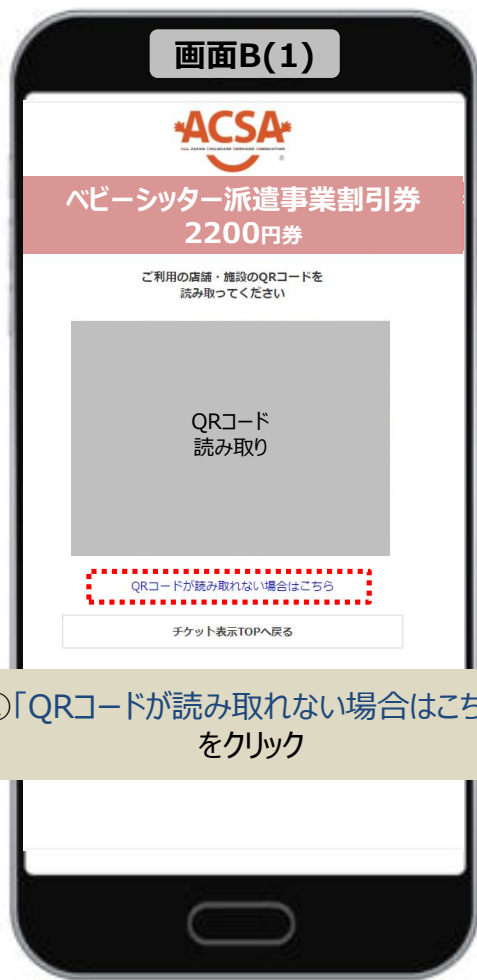 画面B(1)
ACSA
ALL JAPAN CHILDCARE SERVICES ASSOCIATION
ベビーシッター派遣事業割引券
2200円券
ご利用の店舗・施設のQRコードを
読み取ってください
QRコード
読み取り
QRコードが読み取れない場合はこちら
チケット表示TOPへ戻る
「QRコードが読み取れない場合はこち
をクリック